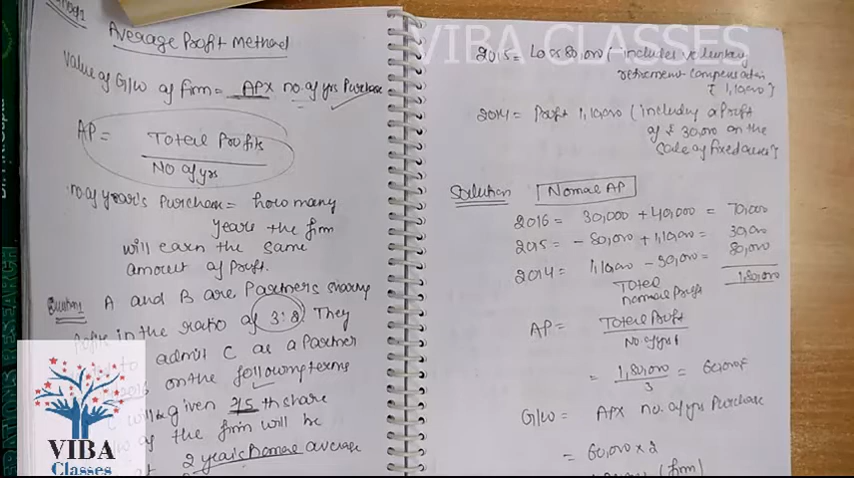 VIBA CLASSES
Average Profit Method
Value of G/W of firm = APX no. of yrs Purchase
AP = Total Profits
No of yrs
no of year's Purchase = how many
years the firm
will earn the same
amount of Profit.
Question 1 A and B are Partners sharing
Profits in the ratio of 3:2. They
admit C as a Partner
2016 on the following terms
C will be given share
of the firm will be
2 year's Normal average
VIBA
Classes
2015 = Loss 80,000 (includes voluntary
retirement compensation
₹ 1,10,000)
2014 = Profit 1,10,000 (including a Profit
of ₹ 30,000 on the
Sale of fixed assets)
Solution Normal AP
2016 = 30,000 + 40,000 = 70,000
2015 = - 80,000 + 1,10,000 = 30,000
2014 = 1,10,000 - 30,000 = 80,000
Total
normal Profit 1,80,000
AP = Total Profit
No of yrs
= 1,80,000 / 3 = 60,000
G/W = APX no. of yrs Purchase
= 60,000 x 2
(firm)